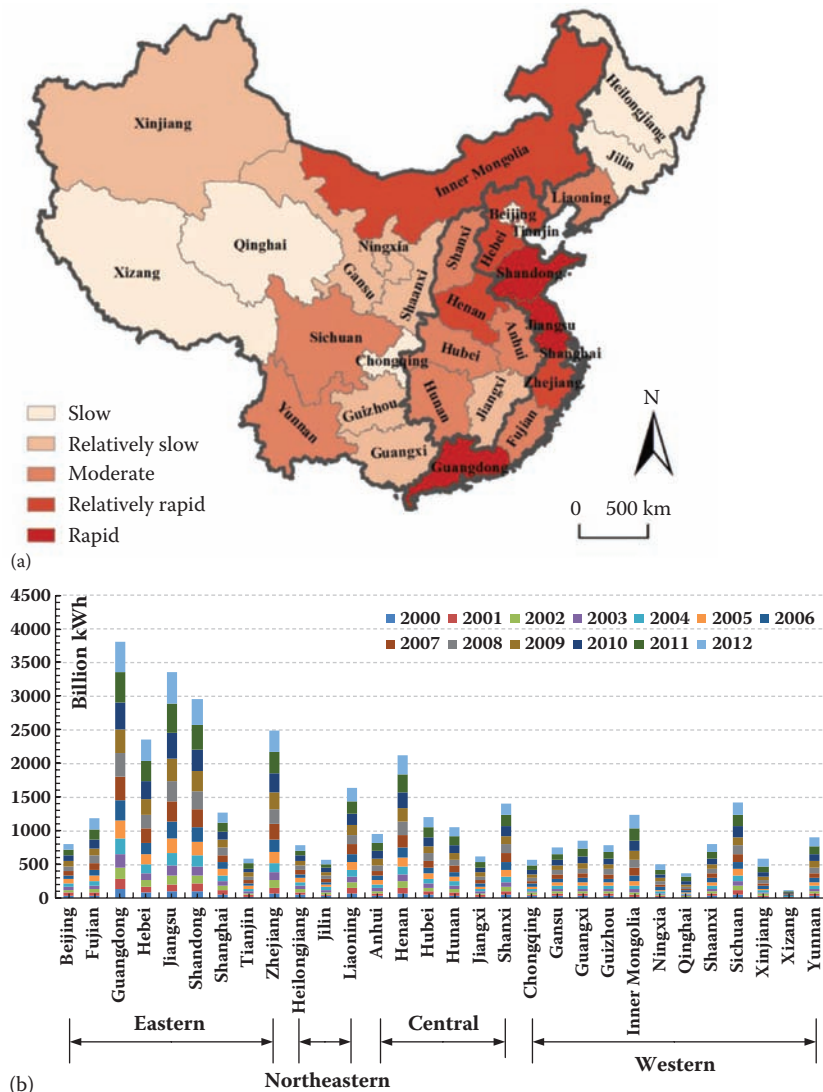 Xinjiang
Heilongjiang
Jilin
Inner Mongolia
Liaoning
Beijing
Tianjin
Hebei
Shanxi
Ningxia
Qinghai
Gansu
Shaanxi
Shandong
Xizang
Henan
Jiangsu
Anhui
Shanghai
Sichuan
Hubei
Chongqing
Zhejiang
Hunan
Jiangxi
Guizhou
Fujian
Yunnan
Guangxi
Guangdong
N
0 500 km
Slow
Relatively slow
Moderate
Relatively rapid
Rapid
(a)
4500
4000
3500
3000
2500
2000
1500
1000
500
0
Billion kWh
2000 2001 2002 2003 2004 2005 2006
2007 2008 2009 2010 2011 2012
Beijing
Fujian
Guangdong
Hebei
Jiangsu
Shandong
Shanghai
Tianjin
Zhejiang
Heilongjiang
Jilin
Liaoning
Anhui
Henan
Hubei
Hunan
Jiangxi
Shanxi
Chongqing
Gansu
Guangxi
Guizhou
Inner Mongolia
Ningxia
Qinghai
Shaanxi
Sichuan
Xinjiang
Xizang
Yunnan
Eastern
Northeastern
Central
Western
(b)